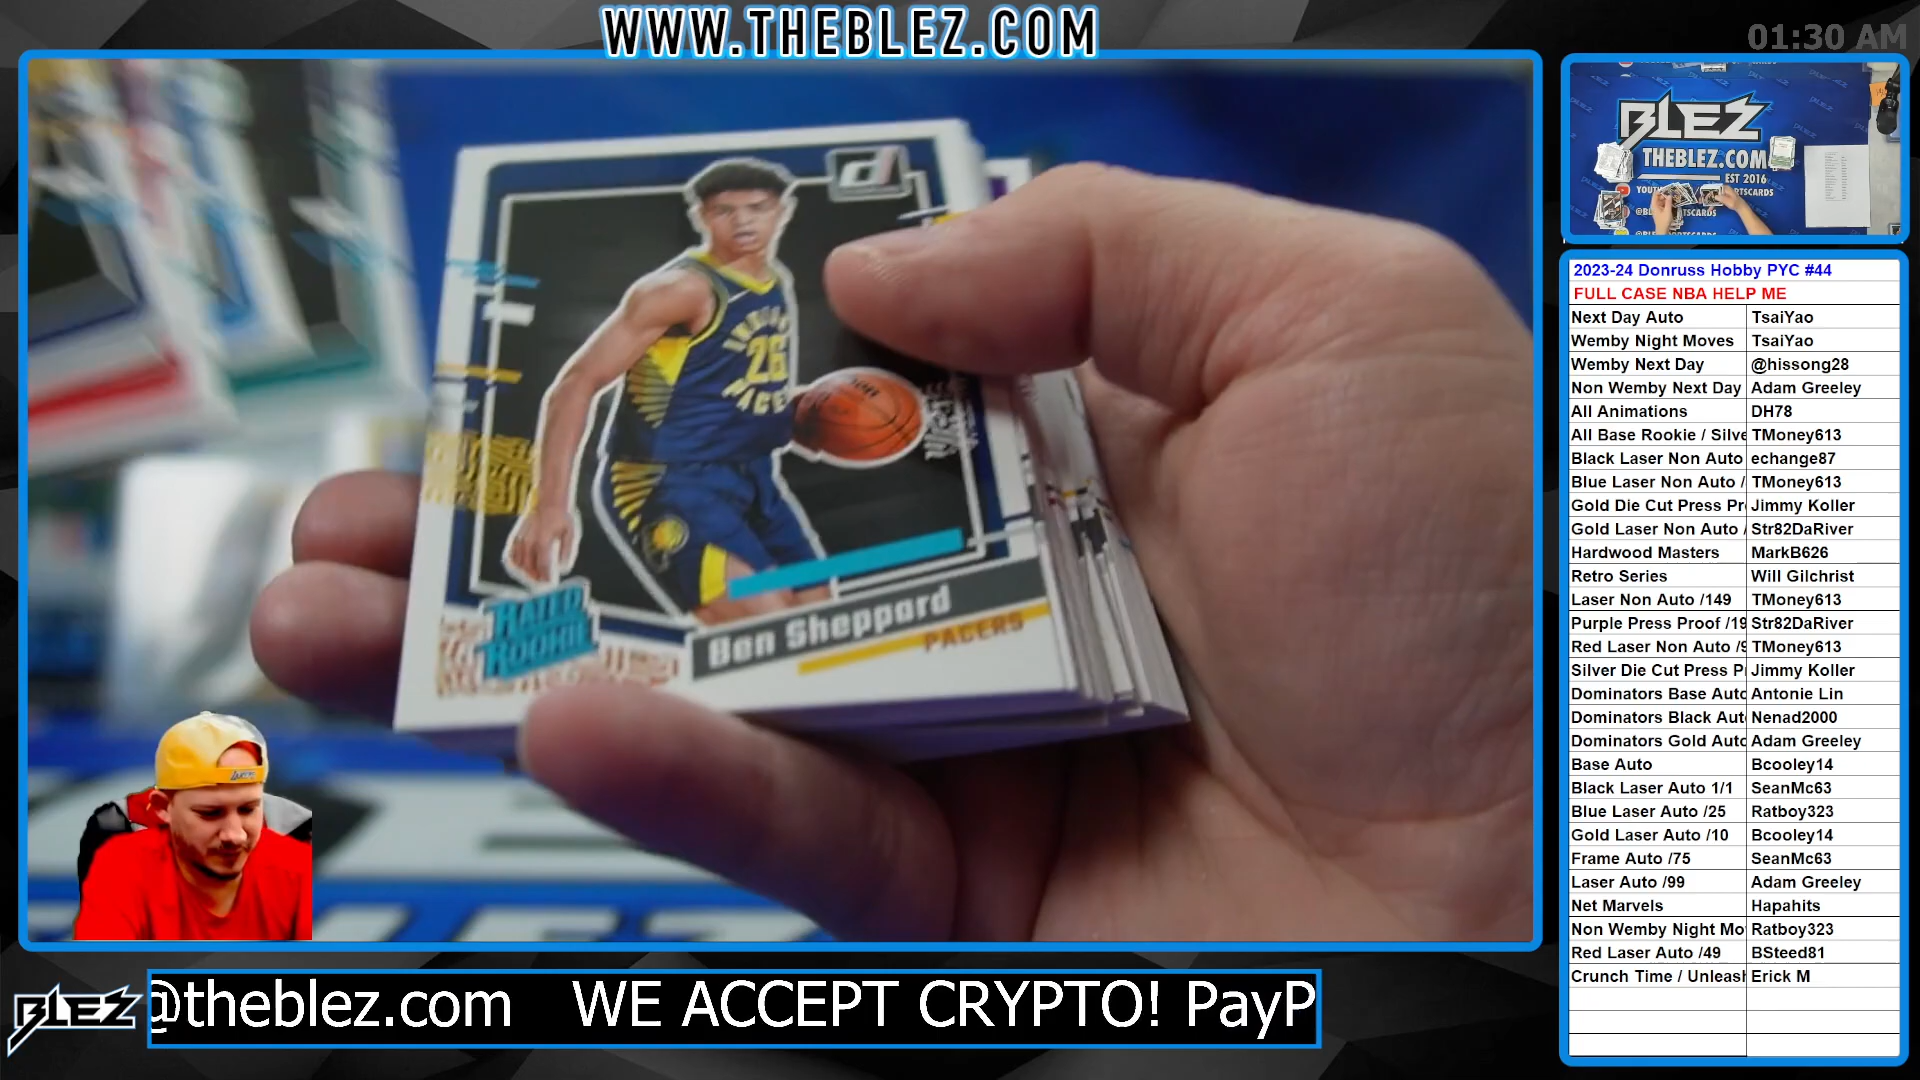 WWW.THEBLEZ.COM
01:30 AM
BLEZ
THEBLEZ.COM
EST 2016
d
INDIANA
26
PACERS
RATED
ROOKIE
Ben Sheppard
PACERS
2023-24 Donruss Hobby PYC #44
FULL CASE NBA HELP ME
Next Day Auto TsaiYao
Wemby Night Moves TsaiYao
Wemby Next Day @hissong28
Non Wemby Next Day Adam Greeley
All Animations DH78
All Base Rookie / Silve TMoney613
Black Laser Non Auto echange87
Blue Laser Non Auto / TMoney613
Gold Die Cut Press Pr Jimmy Koller
Gold Laser Non Auto / Str82DaRiver
Hardwood Masters MarkB626
Retro Series Will Gilchrist
Laser Non Auto /149 TMoney613
Purple Press Proof /19 Str82DaRiver
Red Laser Non Auto /9 TMoney613
Silver Die Cut Press P Jimmy Koller
Dominators Base Auto Antonie Lin
Dominators Black Aut Nenad2000
Dominators Gold Auto Adam Greeley
Base Auto Bcooley14
Black Laser Auto 1/1 SeanMc63
Blue Laser Auto /25 Ratboy323
Gold Laser Auto /10 Bcooley14
Frame Auto /75 SeanMc63
Laser Auto /99 Adam Greeley
Net Marvels Hapahits
Non Wemby Night Mo Ratboy323
Red Laser Auto /49 BSteed81
Crunch Time / Unleash Erick M
BLEZ
@theblez.com WE ACCEPT CRYPTO! PayP